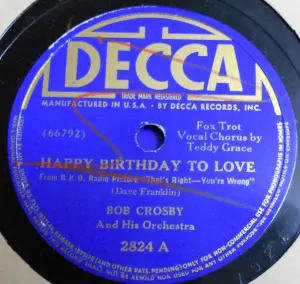 DECCA
TRADE MARK REGISTERED
MANUFACTURED IN U.S.A. - BY DECCA RECORDS, INC.
(66792)
Fox Trot
Vocal Chorus by
Teddy Grace
HAPPY BIRTHDAY TO LOVE
From R.K.O. Radio Picture "That's Right—You're Wrong"
(Dave Franklin)
BOB CROSBY
And His Orchestra
2824 A